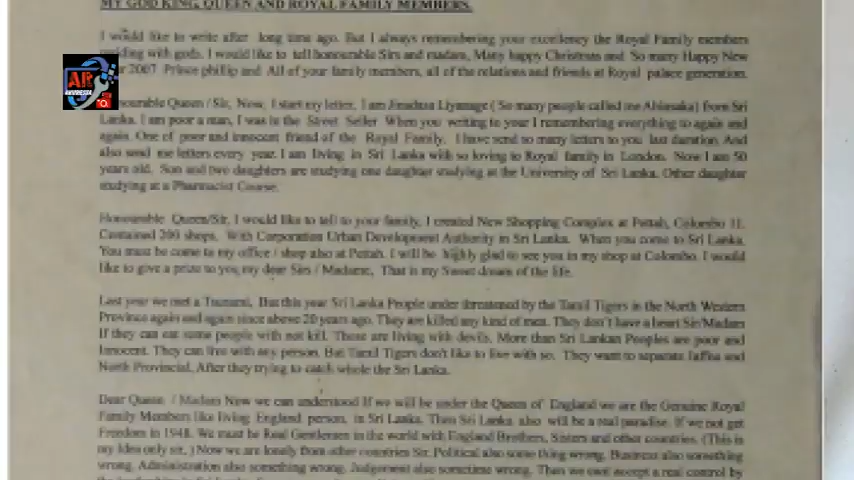 MY GOD KING, QUEEN AND ROYAL FAMILY MEMBERS.
I would like to write after long time ago. But I always remembering your excellency the Royal Family members
residing with gods. I would like to tell honourable Sirs and madam, Many happy Christmas and So many Happy New
2007 Prince phillip and All of your family members, all of the relations and friends at Royal palace generation.
AR
Honourable Queen / Sir, Now, I start my letter. I am Jinadasa Liyanage ( So many people called me Abinaka) from Sri
Lanka. I am poor a man, I was in the Street Seller When you writing to your I remembering everything to again and
again. One of poor and innocent friend of the Royal Family. I have send so many letters to you last duration. And
also send me letters every year. I am living in Sri Lanka with so loving to Royal family in London. Now I am 50
years old. Son and two daughters are studying one daughter studying at the University of Sri Lanka. Other daughter
studying at a Pharmacist Course.
Honourable Queen/Sir, I would like to tell to your family, I created New Shopping Complex at Pettah, Colombo 11.
Contained 200 shops. With Corporation Urban Development Authority in Sri Lanka. When you come to Sri Lanka.
You must be come to my office / shop also at Pettah. I will be highly glad to see you in my shop at Colombo. I would
like to give a prize to you, my dear Sirs / Madame, That is my Sweet dream of the life.
Last year we met a Tsunami, But this year Sri Lanka People under threatened by the Tamil Tigers in the North Western
Province again and again since above 20 years ago. They are killed any kind of men. They don't have a heart Sir/Madam
If they can eat some people with not kill. Those are living with devils. More than Sri Lankan Peoples are poor and
Innocent. They can live with any person. But Tamil Tigers don't like to live with so. They want to separate Jaffna and
North Provincial. After they trying to catch whole the Sri Lanka.
Dear Queen / Madam Now we can understood If we will be under the Queen of England we are the Genuine Royal
Family Members like living England person, in Sri Lanka. Then Sri Lanka also will be a real paradise. If we not get
Freedom in 1948. We must be Real Gentlemen in the world with England Brothers, Sisters and other countries. (This is
my Idea only sir, ) Now we are lonely from other countries Sir. Political also some thing wrong. Business also something
wrong. Administration also something wrong. Judgement also sometime wrong. Then we must accept a real control by